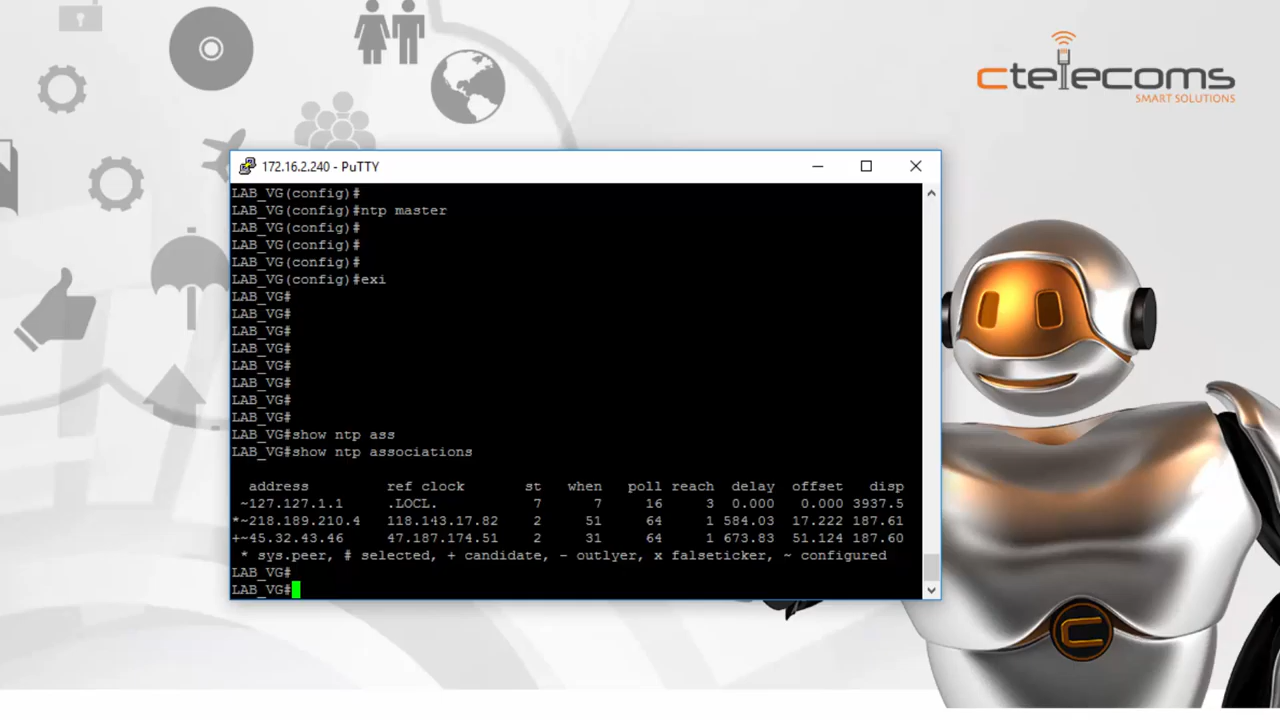 ctelecoms
SMART SOLUTIONS
172.16.2.240 - PuTTY
LAB_VG(config)#
LAB_VG(config)#ntp master
LAB_VG(config)#
LAB_VG(config)#
LAB_VG(config)#
LAB_VG(config)#exi
LAB_VG#
LAB_VG#
LAB_VG#
LAB_VG#
LAB_VG#
LAB_VG#
LAB_VG#
LAB_VG#
LAB_VG#show ntp ass
LAB_VG#show ntp associations
address ref clock st when poll reach delay offset disp
~127.127.1.1 .LOCL. 7 7 16 3 0.000 0.000 3937.5
*~218.189.210.4 118.143.17.82 2 51 64 1 584.03 17.222 187.61
+~45.32.43.46 47.187.174.51 2 31 64 1 673.83 51.124 187.60
* sys.peer, # selected, + candidate, - outlyer, x falseticker, ~ configured
LAB_VG#
LAB_VG#